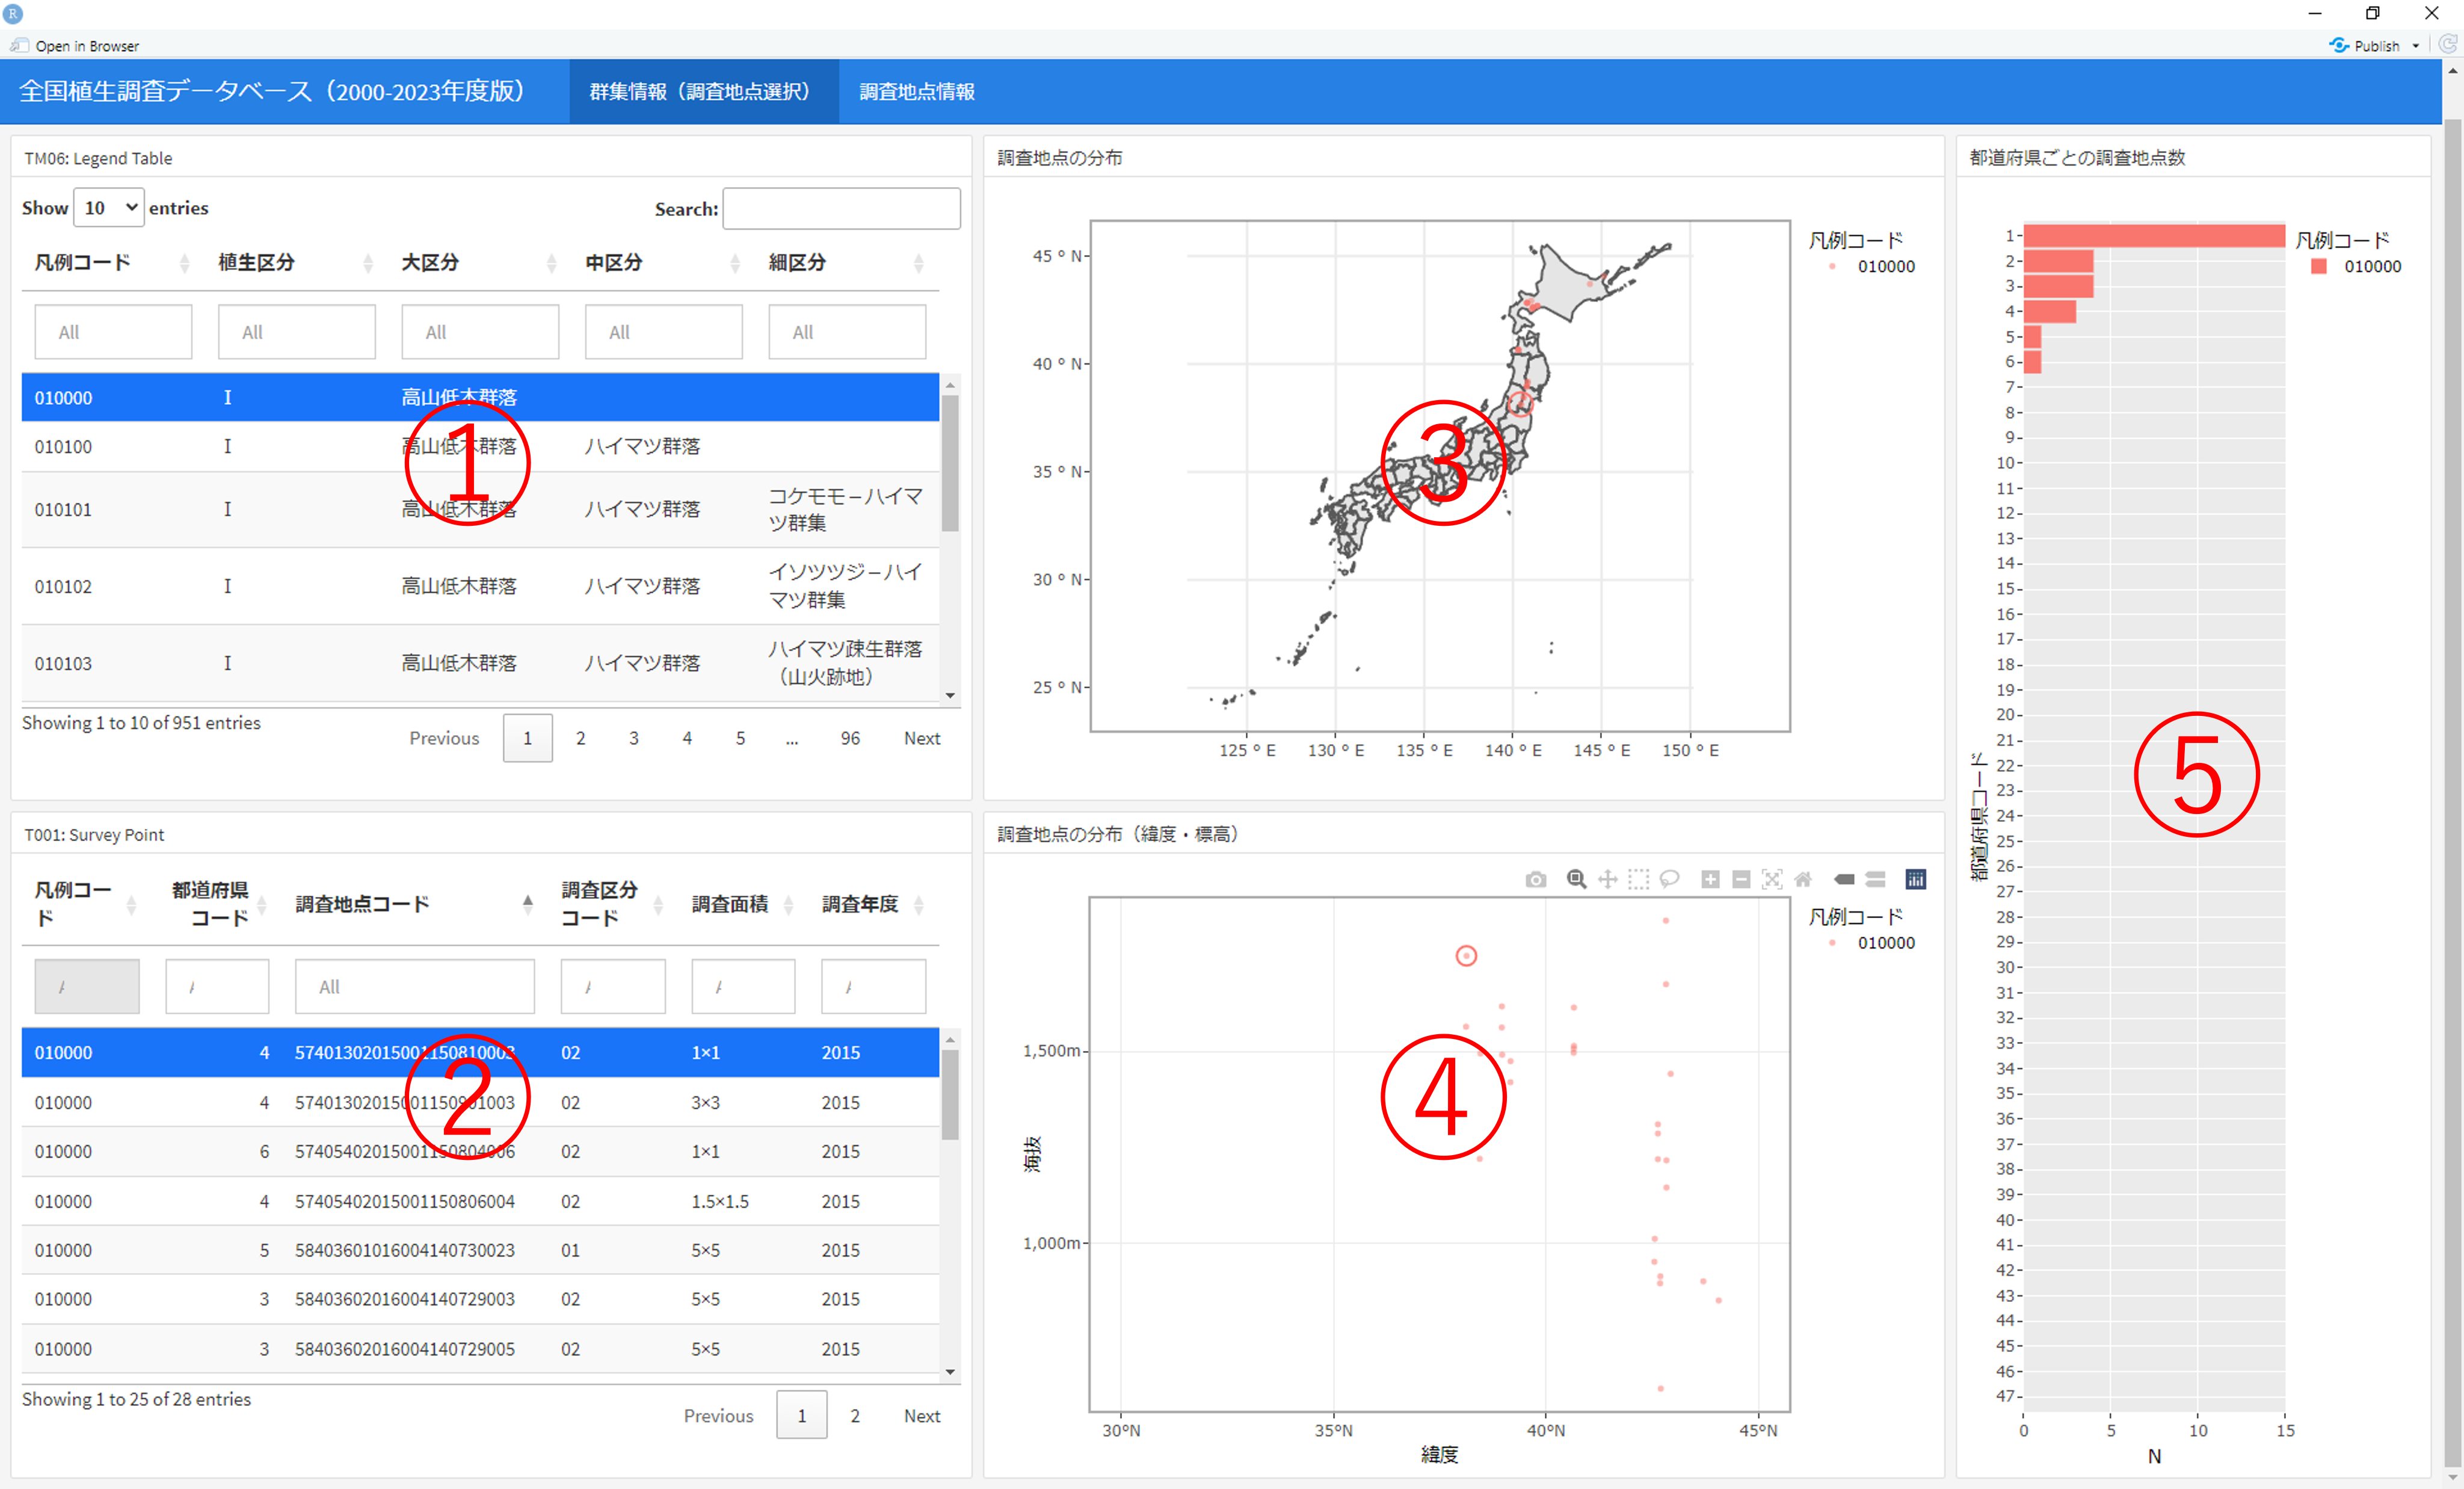 R
Open in Browser
Publish
全国植生調査データベース（2000-2023年度版）
群集情報（調査地点選択）
調査地点情報
TM06: Legend Table
Show 10 entries
Search:
凡例コード 植生区分 大区分 中区分 細区分
All All All All All
010000 I 高山低木群落
010100 I 高山低木群落 ハイマツ群落
010101 I 高山低木群落 ハイマツ群落 コケモモ－ハイマ
ツ群集
010102 I 高山低木群落 ハイマツ群落 イソツツジ－ハイ
マツ群集
010103 I 高山低木群落 ハイマツ群落 ハイマツ疎生群落
（山火跡地）
①
Showing 1 to 10 of 951 entries
Previous 1 2 3 4 5 ... 96 Next
T001: Survey Point
凡例コー
ド
都道府県
コード
調査地点コード
調査区分
コード
調査面積
調査年度
All
010000 4 57401302015001150810003 02 1×1 2015
010000 4 57401302015001150901003 02 3×3 2015
010000 6 57405402015001150804006 02 1×1 2015
010000 4 57405402015001150806004 02 1.5×1.5 2015
010000 5 58403601016004140730023 01 5×5 2015
010000 3 58403602016004140729003 02 5×5 2015
010000 3 58403602016004140729005 02 5×5 2015
②
Showing 1 to 25 of 28 entries
Previous 1 2 Next
調査地点の分布
45 ° N
40 ° N
35 ° N
30 ° N
25 ° N
125 ° E 130 ° E 135 ° E 140 ° E 145 ° E 150 ° E
凡例コード
010000
③
調査地点の分布（緯度・標高）
凡例コード
010000
1,500m
1,000m
海抜
30°N 35°N 40°N 45°N
緯度
④
都道府県ごとの調査地点数
凡例コード
010000
都道府県コード
1
2
3
4
5
6
7
8
9
10
11
12
13
14
15
16
17
18
19
20
21
22
23
24
25
26
27
28
29
30
31
32
33
34
35
36
37
38
39
40
41
42
43
44
45
46
47
0 5 10 15
N
⑤